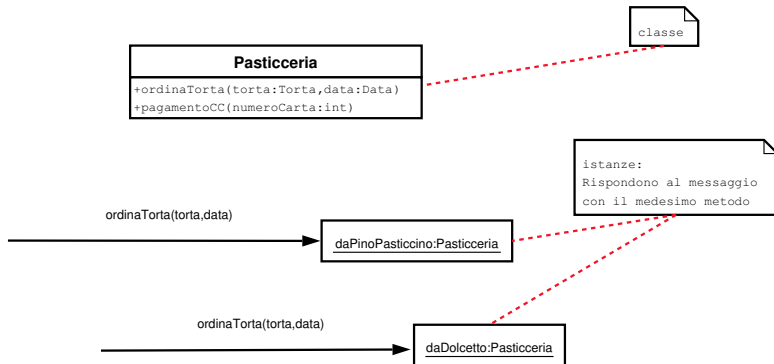 classe
Pasticceria
+ordinaTorta(torta:Torta,data:Data)
+pagamentoCC(numeroCarta:int)
istanze:
Rispondono al messaggio
con il medesimo metodo
ordinaTorta(torta,data)
daPinoPasticcino:Pasticceria
ordinaTorta(torta,data)
daDolcetto:Pasticceria